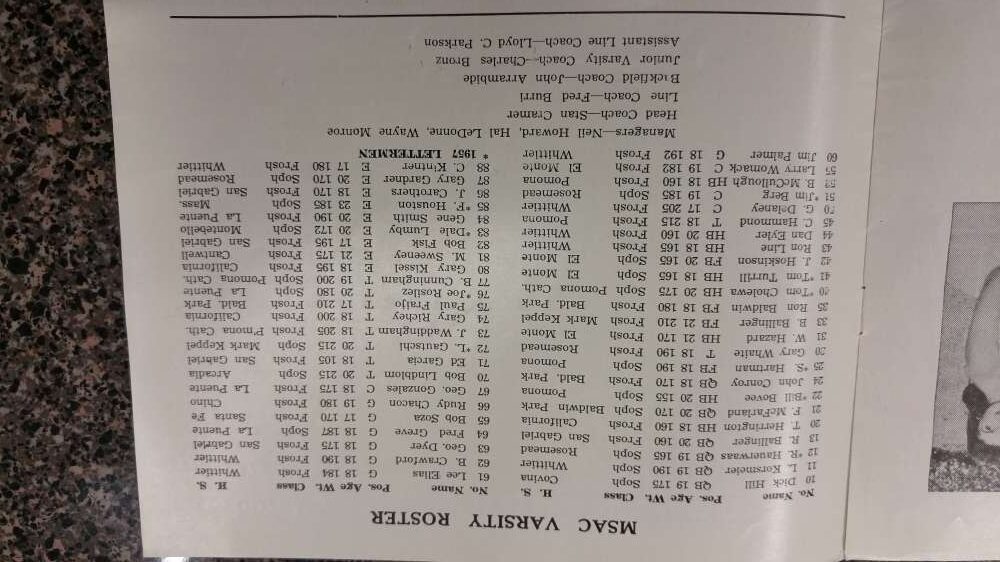 MSAC VARSITY ROSTER
No. Name Pos. Age Wt. Class H. S.
10 Dick Hill QB 19 175 Soph Covina
11 L. Korsmeier QB 19 190 Soph Whittier
12 *R. Hauerwaas QB 19 165 Soph Rosemead
13 R. Ballinger QB 20 160 Frosh San Gabriel
20 T. Herrington HB 18 160 Frosh California
21 F. McFarland QB 20 170 Soph Baldwin Park
22 *Bill Bovee HB 20 155 Soph Pomona
24 John Conroy QB 18 170 Frosh Bald. Park
25 *S. Hartman FB 18 190 Soph Pomona
20 Gary Whaite T 18 190 Frosh Rosemead
31 W. Hazard HB 21 170 Frosh El Monte
33 B. Ballinger FB 21 210 Frosh Mark Keppel
35 Ron Baldwin FB 18 180 Frosh Bald. Park
40 *Tom Cholewa HB 20 175 Soph Pomona Cath.
41 *Tom Turrill HB 18 165 Soph El Monte
42 J. Hoskinson FB 20 165 Soph El Monte
43 Ron Line HB 18 165 Frosh Whittier
44 Dan Eyler HB 20 160 Frosh Whittier
45 C. Hammond T 18 215 Frosh Pomona
70 G. Delaney C 17 205 Frosh Whittier
51 *Jim Berg C 19 185 Soph Rosemead
52 B. McCullough HB 18 160 Frosh Pomona
55 Larry Womack C 19 182 Frosh El Monte
60 Jim Palmer G 18 192 Frosh Whittier
No. Name Pos. Age Wt. Class H. S.
61 Lee Elias G 18 184 Frosh Whittier
62 B. Crawford G 18 190 Frosh Whittier
63 Geo. Dyer G 18 175 Frosh San Gabriel
64 Fred Greve G 18 187 Soph La Puente
65 Bob Soza G 17 170 Frosh Santa Fe
66 Rudy Chacon G 19 180 Frosh Chino
67 Geo. Gonzales C 18 175 Frosh La Puente
70 Bob Lindblom T 20 215 Soph Arcadia
71 Ed Garcia T 18 105 Frosh San Gabriel
72 *L. Gautschi T 20 215 Soph Mark Keppel
73 J. Waddingham T 18 205 Frosh P'mona Cath.
74 Gary Richey T 18 200 Frosh California
75 Paul Fraijo T 17 210 Frosh Bald. Park
76 *Joe Rosilez T 20 180 Soph La Puente
77 B. Cunningham T 19 200 Soph Pomona Cath.
80 Gary Kissel E 18 195 Frosh California
81 M. Sweeney E 21 175 Frosh Cantwell
82 Bob Fisk E 17 195 Frosh San Gabriel
83 *Dale Lumby E 20 172 Soph Montebello
84 Gene Smith E 20 190 Frosh La Puente
85 *F. Houston E 23 185 Soph Mass.
86 J. Carothers E 18 170 Frosh San Gabriel
87 Gary Gardner E 20 170 Soph Rosemead
88 C. Kintner E 17 180 Frosh Whittier
* 1957 LETTERMEN
Managers—Neil Howard, Hal LeDonne, Wayne Monroe
Head Coach—Stan Cramer
Line Coach—Fred Burri
Backfield Coach—John Arrambide
Junior Varsity Coach—Charles Bronz
Assistant Line Coach—Lloyd C. Parkson